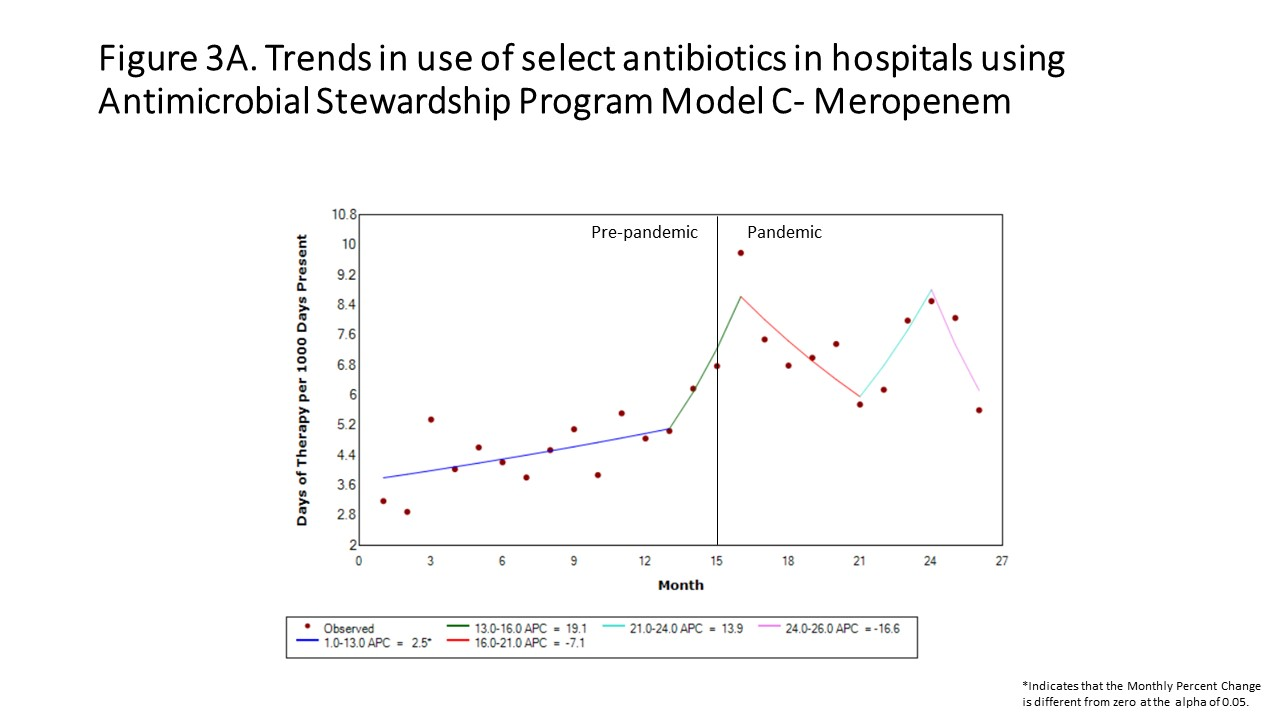 Figure 3A. Trends in use of select antibiotics in hospitals using
Antimicrobial Stewardship Program Model C- Meropenem
Pre-pandemic
Pandemic
Days of Therapy per 1000 Days Present
10.8
10
9.2
8.4
7.6
6.8
6
5.2
4.4
3.6
2.8
2
0 3 6 9 12 15 18 21 24 27
Month
Observed 13.0-16.0 APC = 19.1 21.0-24.0 APC = 13.9 24.0-26.0 APC = -16.6
1.0-13.0 APC = 2.5* 16.0-21.0 APC = -7.1
*Indicates that the Monthly Percent Change
is different from zero at the alpha of 0.05.